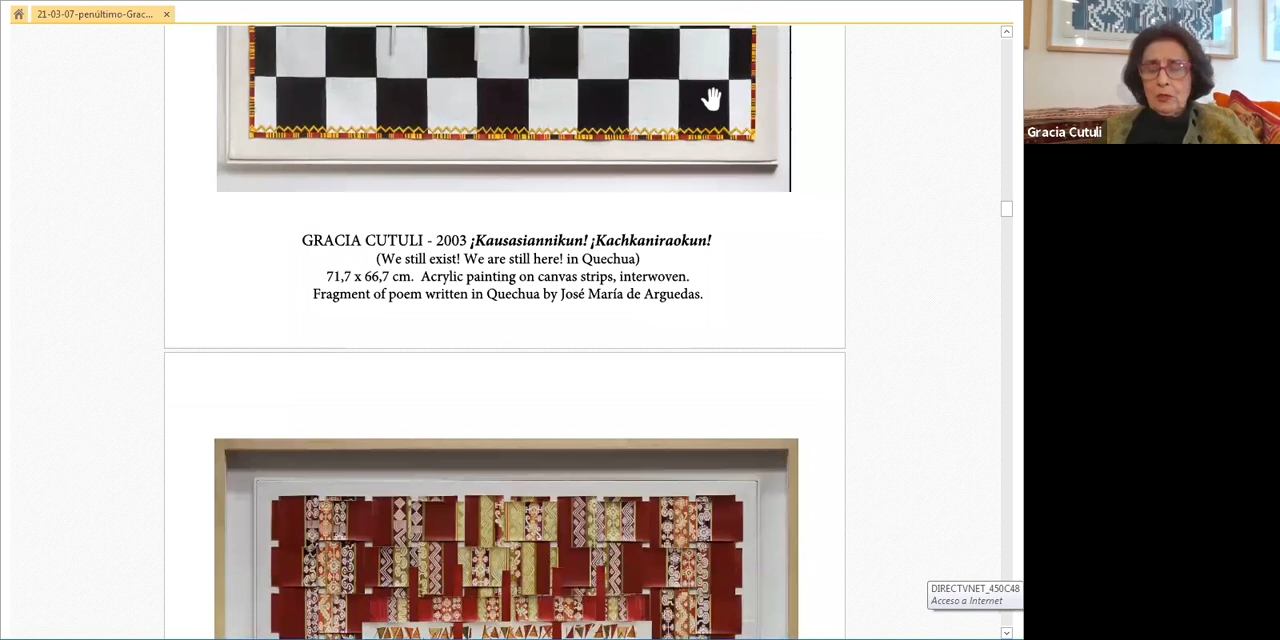 21-03-07-penúltimo-Grac...
Gracia Cutuli
GRACIA CUTULI - 2003 ¡Kausasiannikun! ¡Kachkaniraokun!
(We still exist! We are still here! in Quechua)
71,7 x 66,7 cm. Acrylic painting on canvas strips, interwoven.
Fragment of poem written in Quechua by José María de Arguedas.
DIRECTVNET_450C48
Acceso a Internet